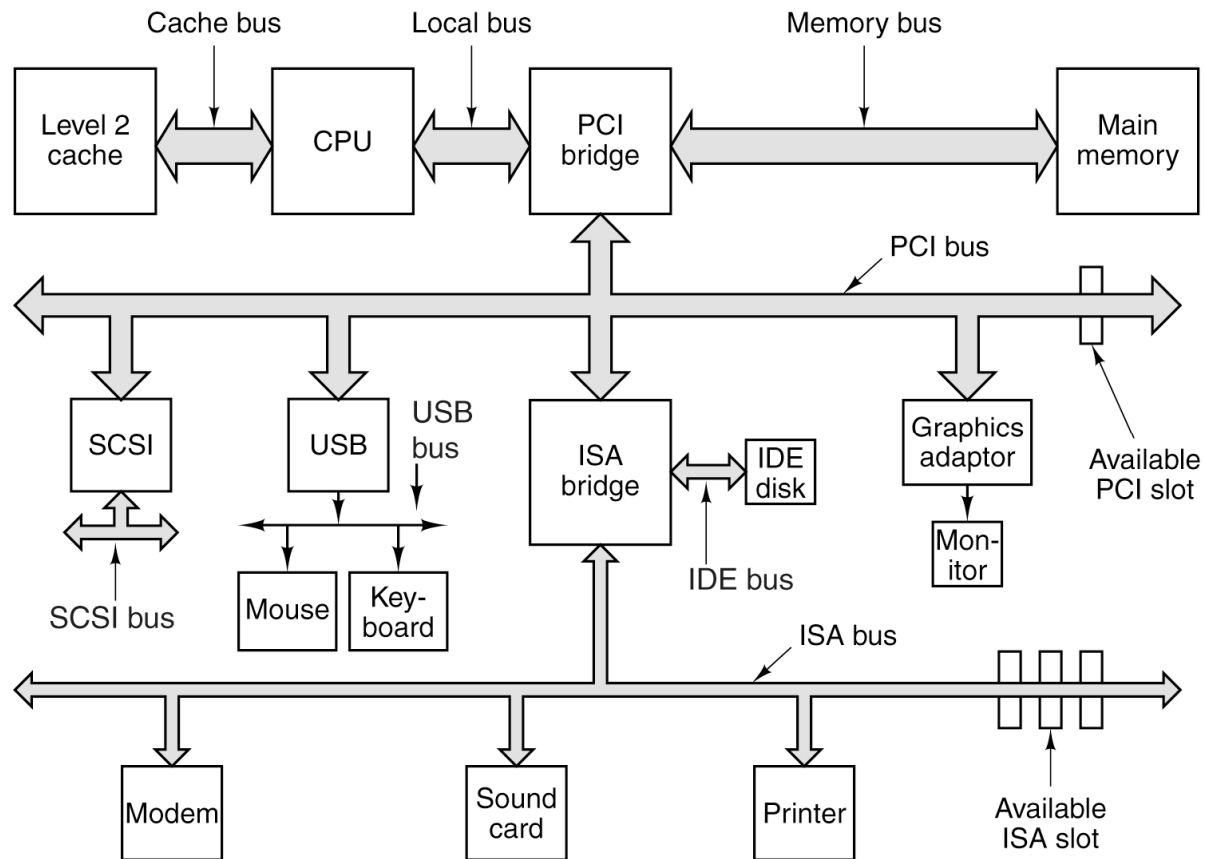 Cache bus
Local bus
Memory bus
Level 2
cache
CPU
PCI
bridge
Main
memory
PCI bus
SCSI
USB
USB
bus
ISA
bridge
IDE
disk
Graphics
adaptor
Available
PCI slot
Mon-
itor
IDE bus
Mouse
Key-
board
SCSI bus
ISA bus
Modem
Sound
card
Printer
Available
ISA slot